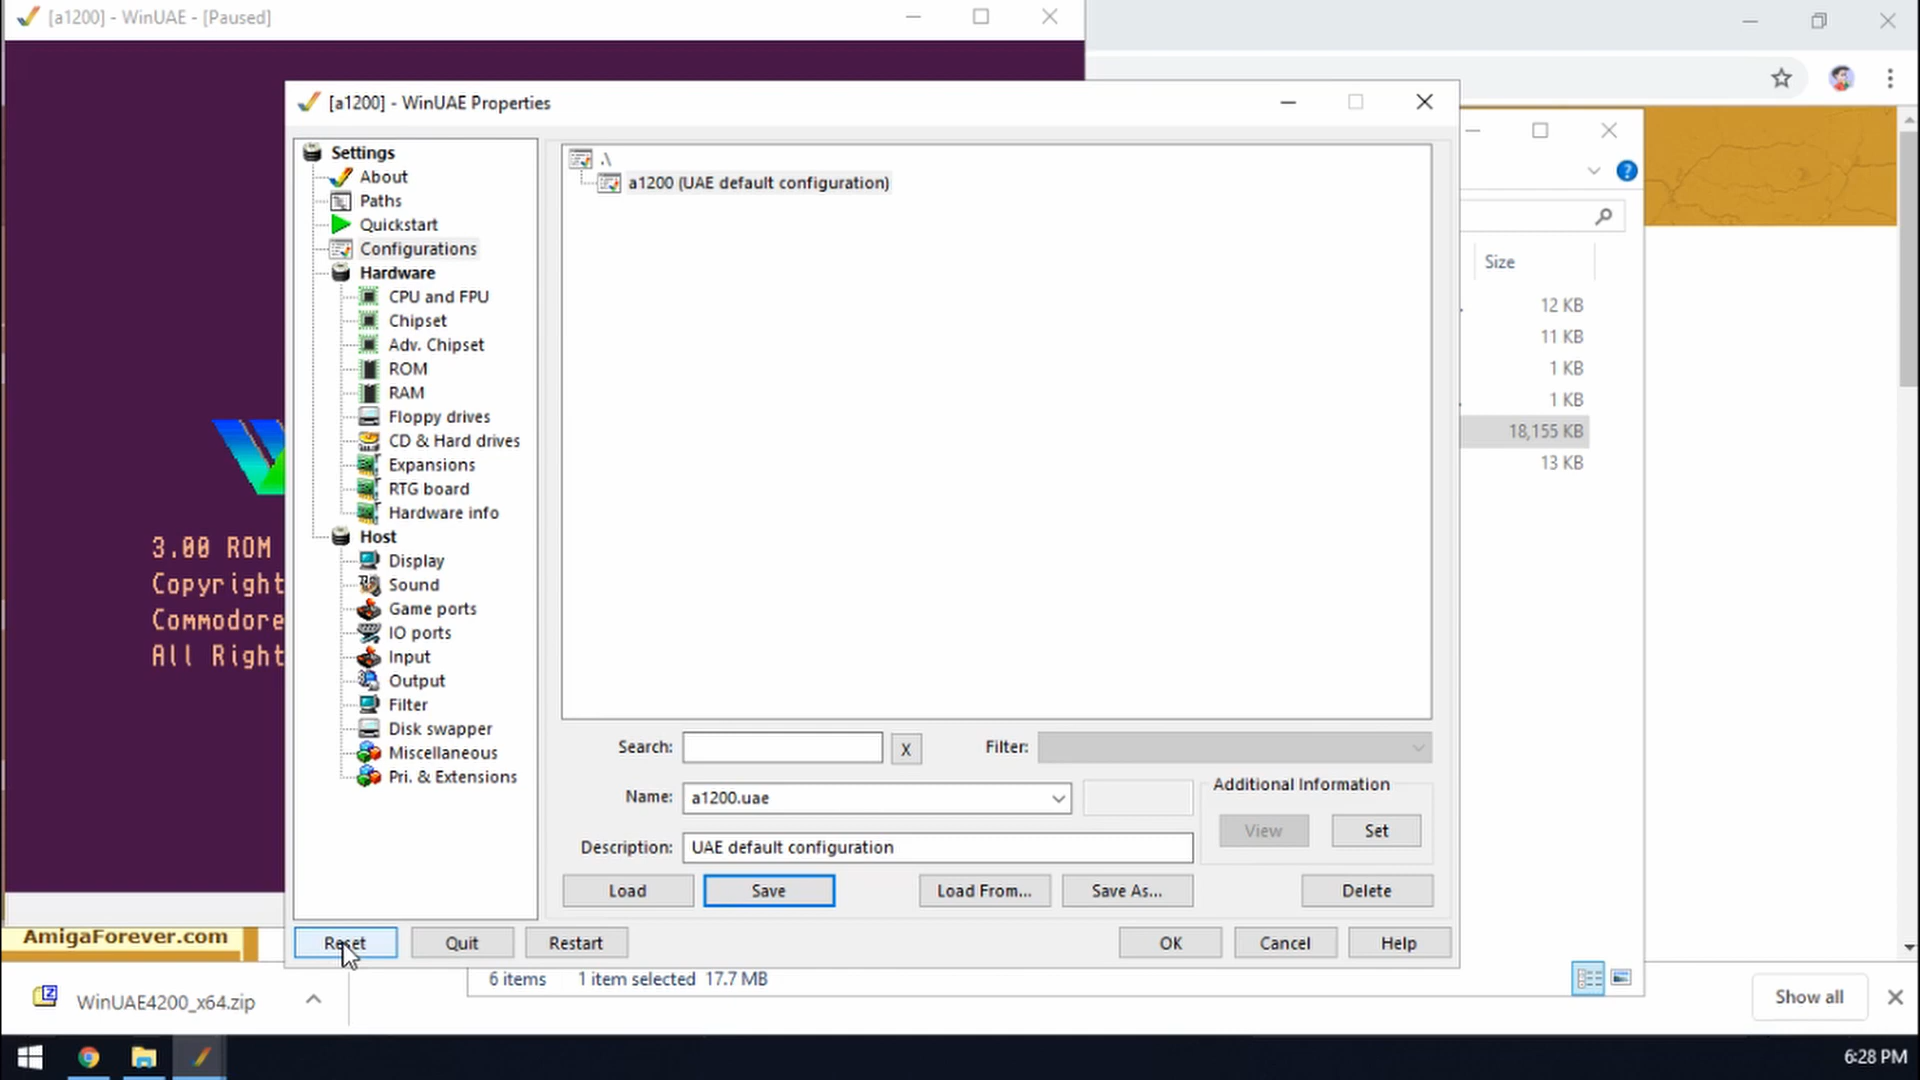 [a1200] - WinUAE - [Paused]
[a1200] - WinUAE Properties
Settings
About
Paths
Quickstart
Configurations
Hardware
CPU and FPU
Chipset
Adv. Chipset
ROM
RAM
Floppy drives
CD & Hard drives
Expansions
RTG board
Hardware info
Host
Display
Sound
Game ports
IO ports
Input
Output
Filter
Disk swapper
Miscellaneous
Pri. & Extensions
.\
a1200 (UAE default configuration)
Search:
X
Filter:
Name:
a1200.uae
Additional Information
View
Set
Description:
UAE default configuration
Load
Save
Load From...
Save As...
Delete
Reset
Quit
Restart
OK
Cancel
Help
3.00 ROM
Copyright
Commodore
All Right
Size
12 KB
11 KB
1 KB
1 KB
18,155 KB
13 KB
AmigaForever.com
6 items
1 item selected 17.7 MB
WinUAE4200_x64.zip
Show all
6:28 PM